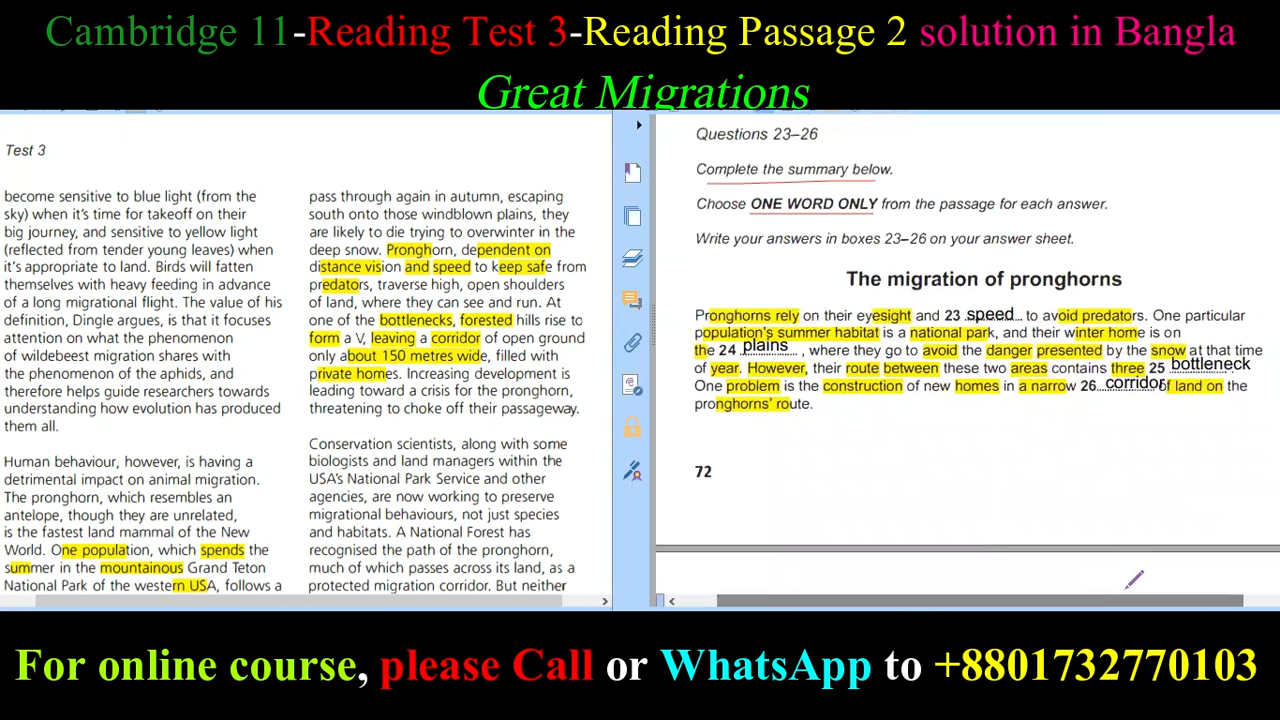 Cambridge 11-Reading Test 3-Reading Passage 2 solution in Bangla
Great Migrations
Test 3
become sensitive to blue light (from the
sky) when it's time for takeoff on their
big journey, and sensitive to yellow light
(reflected from tender young leaves) when
it's appropriate to land. Birds will fatten
themselves with heavy feeding in advance
of a long migrational flight. The value of his
definition, Dingle argues, is that it focuses
attention on what the phenomenon
of wildebeest migration shares with
the phenomenon of the aphids, and
therefore helps guide researchers towards
understanding how evolution has produced
them all.
Human behaviour, however, is having a
detrimental impact on animal migration.
The pronghorn, which resembles an
antelope, though they are unrelated,
is the fastest land mammal of the New
World. One population, which spends the
summer in the mountainous Grand Teton
National Park of the western USA, follows a
pass through again in autumn, escaping
south onto those windblown plains, they
are likely to die trying to overwinter in the
deep snow. Pronghorn, dependent on
distance vision and speed to keep safe from
predators, traverse high, open shoulders
of land, where they can see and run. At
one of the bottlenecks, forested hills rise to
form a V, leaving a corridor of open ground
only about 150 metres wide, filled with
private homes. Increasing development is
leading toward a crisis for the pronghorn,
threatening to choke off their passageway.
Conservation scientists, along with some
biologists and land managers within the
USA's National Park Service and other
agencies, are now working to preserve
migrational behaviours, not just species
and habitats. A National Forest has
recognised the path of the pronghorn,
much of which passes across its land, as a
protected migration corridor. But neither
Questions 23–26
Complete the summary below.
Choose ONE WORD ONLY from the passage for each answer.
Write your answers in boxes 23–26 on your answer sheet.
The migration of pronghorns
Pronghorns rely on their eyesight and 23 speed to avoid predators. One particular
population's summer habitat is a national park, and their winter home is on
the 24 plains, where they go to avoid the danger presented by the snow at that time
of year. However, their route between these two areas contains three 25 bottleneck.
One problem is the construction of new homes in a narrow 26 corridor of land on the
pronghorns' route.
72
For online course, please Call or WhatsApp to +8801732770103